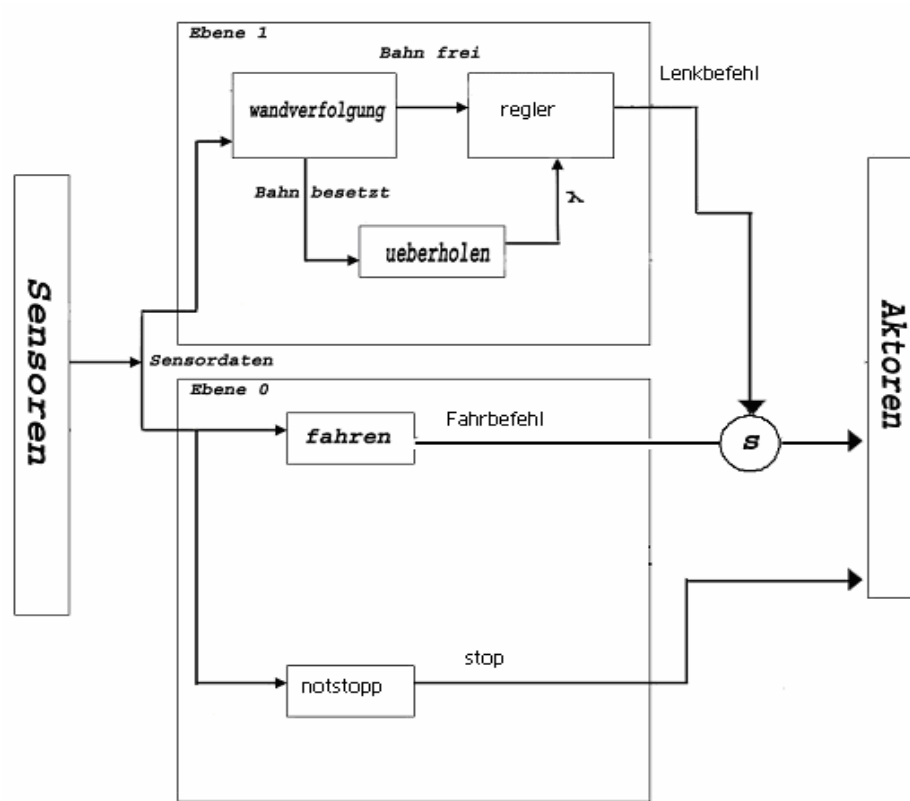 Ebene 1
Bahn frei
Lenkbefehl
wandverfolgung
regler
Bahn besetzt
λ
ueberholen
Sensoren
Aktoren
Sensordaten
Ebene 0
Fahrbefehl
fahren
s
stop
notstopp